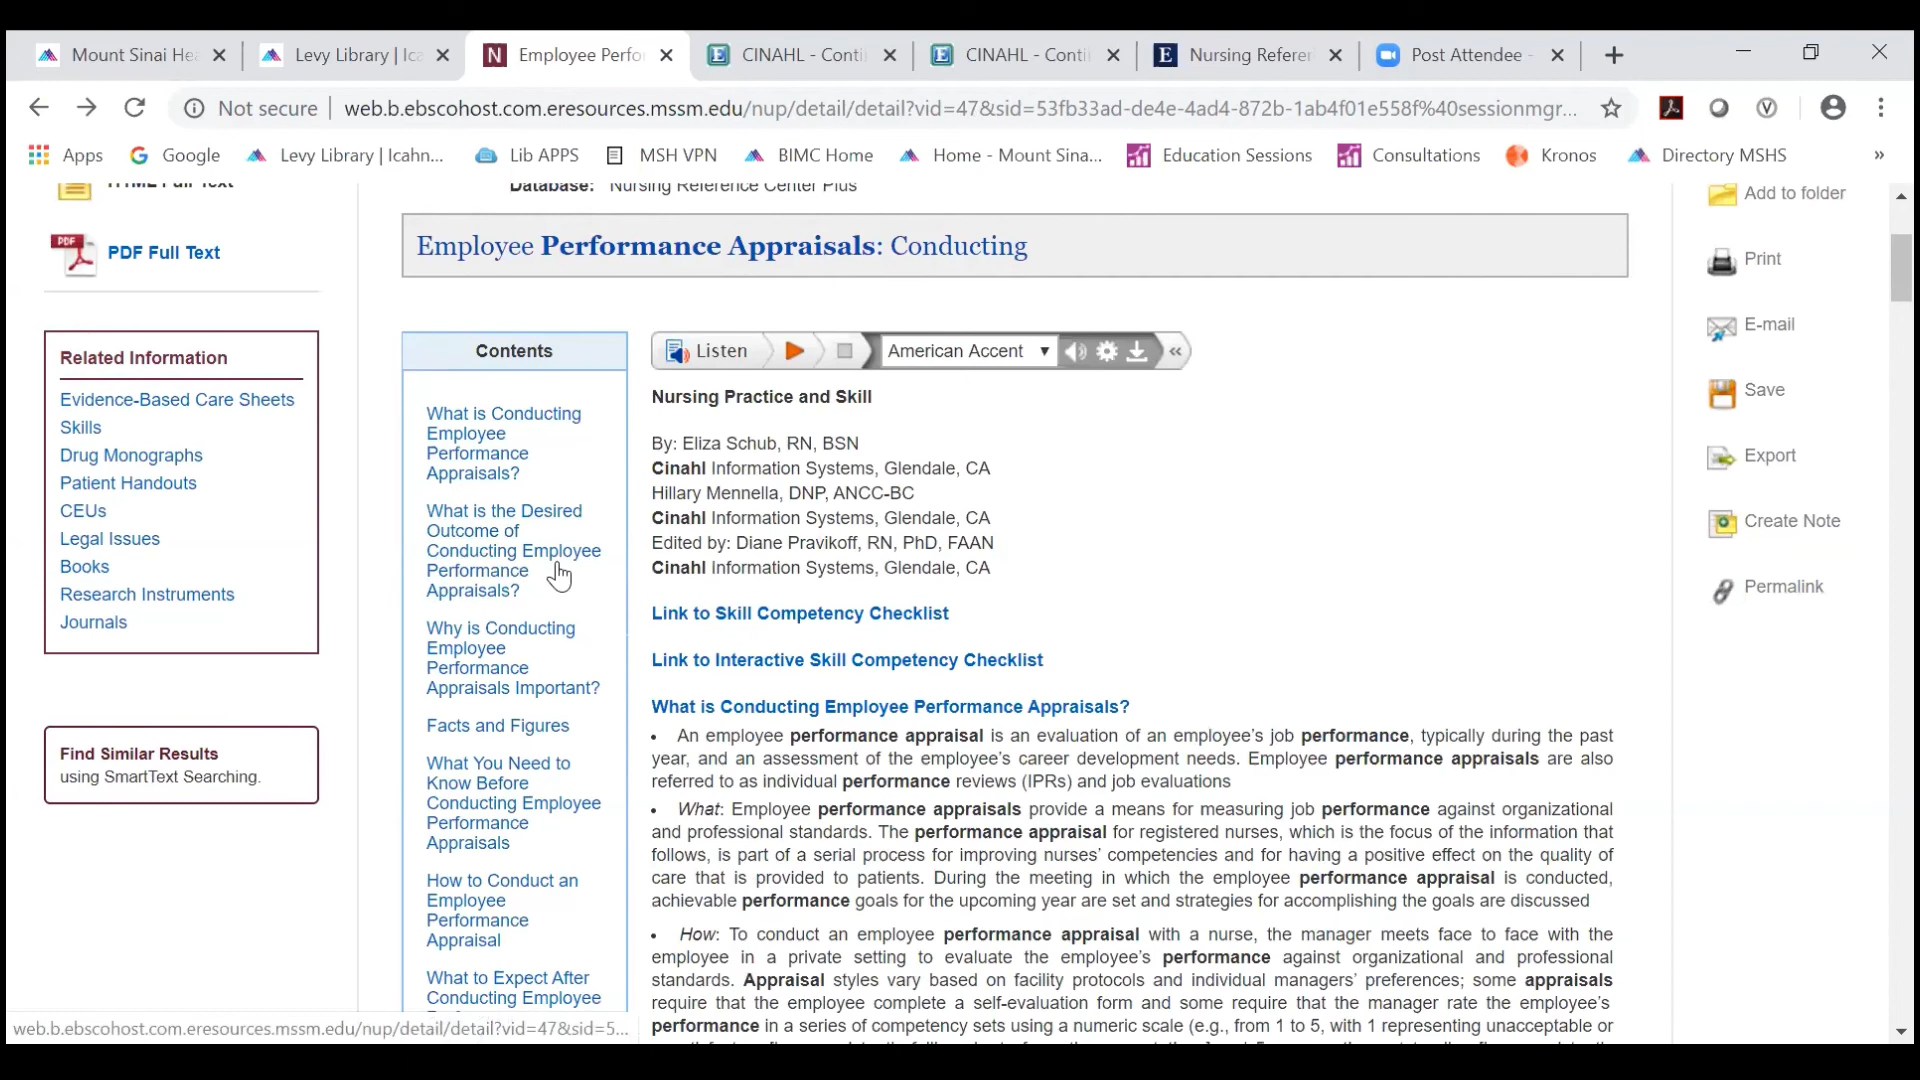 Mount Sinai He
Levy Library | Ica
Employee Perfo
CINAHL - Conti
CINAHL - Conti
Nursing Referen
Post Attendee -
Not secure
web.b.ebscohost.com.eresources.mssm.edu/nup/detail/detail?vid=47&sid=53fb33ad-de4e-4ad4-872b-1ab4f01e558f%40sessionmgr...
Apps
Google
Levy Library | Icahn...
Lib APPS
MSH VPN
BIMC Home
Home - Mount Sina...
Education Sessions
Consultations
Kronos
Directory MSHS
»
HTML Full Text
PDF Full Text
Related Information
Evidence-Based Care Sheets
Skills
Drug Monographs
Patient Handouts
CEUs
Legal Issues
Books
Research Instruments
Journals
Find Similar Results
using SmartText Searching.
Database: Nursing Reference Center Plus
Employee Performance Appraisals: Conducting
Contents
What is Conducting
Employee
Performance
Appraisals?
What is the Desired
Outcome of
Conducting Employee
Performance
Appraisals?
Why is Conducting
Employee
Performance
Appraisals Important?
Facts and Figures
What You Need to
Know Before
Conducting Employee
Performance
Appraisals
How to Conduct an
Employee
Performance
Appraisal
What to Expect After
Conducting Employee
Listen
American Accent
«
Nursing Practice and Skill
By: Eliza Schub, RN, BSN
Cinahl Information Systems, Glendale, CA
Hillary Mennella, DNP, ANCC-BC
Cinahl Information Systems, Glendale, CA
Edited by: Diane Pravikoff, RN, PhD, FAAN
Cinahl Information Systems, Glendale, CA
Link to Skill Competency Checklist
Link to Interactive Skill Competency Checklist
What is Conducting Employee Performance Appraisals?
• An employee performance appraisal is an evaluation of an employee’s job performance, typically during the past
year, and an assessment of the employee’s career development needs. Employee performance appraisals are also
referred to as individual performance reviews (IPRs) and job evaluations
• What: Employee performance appraisals provide a means for measuring job performance against organizational
and professional standards. The performance appraisal for registered nurses, which is the focus of the information that
follows, is part of a serial process for improving nurses’ competencies and for having a positive effect on the quality of
care that is provided to patients. During the meeting in which the employee performance appraisal is conducted,
achievable performance goals for the upcoming year are set and strategies for accomplishing the goals are discussed
• How: To conduct an employee performance appraisal with a nurse, the manager meets face to face with the
employee in a private setting to evaluate the employee’s performance against organizational and professional
standards. Appraisal styles vary based on facility protocols and individual managers’ preferences; some appraisals
require that the employee complete a self-evaluation form and some require that the manager rate the employee’s
performance in a series of competency sets using a numeric scale (e.g., from 1 to 5, with 1 representing unacceptable or
Add to folder
Print
E-mail
Save
Export
Create Note
Permalink
web.b.ebscohost.com.eresources.mssm.edu/nup/detail/detail?vid=47&sid=5...